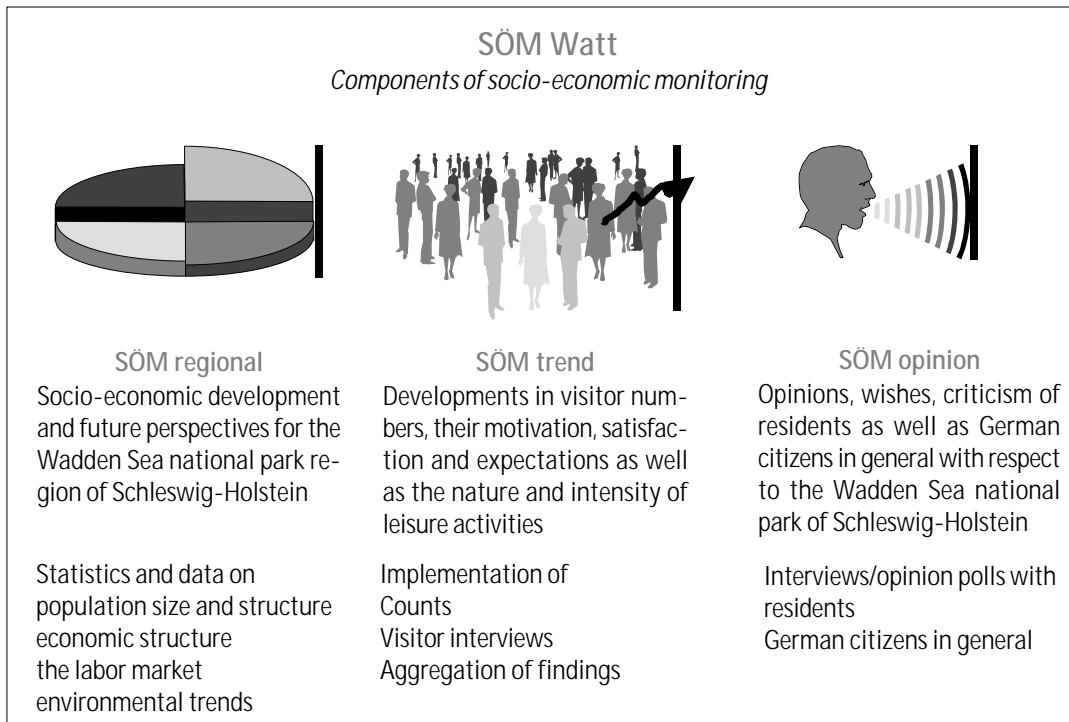 SÖM Watt
Components of socio-economic monitoring
SÖM regional
Socio-economic development
and future perspectives for the
Wadden Sea national park re-
gion of Schleswig-Holstein
Statistics and data on
population size and structure
economic structure
the labor market
environmental trends
SÖM trend
Developments in visitor num-
bers, their motivation, satisfac-
tion and expectations as well
as the nature and intensity of
leisure activities
Implementation of
Counts
Visitor interviews
Aggregation of findings
SÖM opinion
Opinions, wishes, criticism of
residents as well as German
citizens in general with respect
to the Wadden Sea national
park of Schleswig-Holstein
Interviews/opinion polls with
residents
German citizens in general